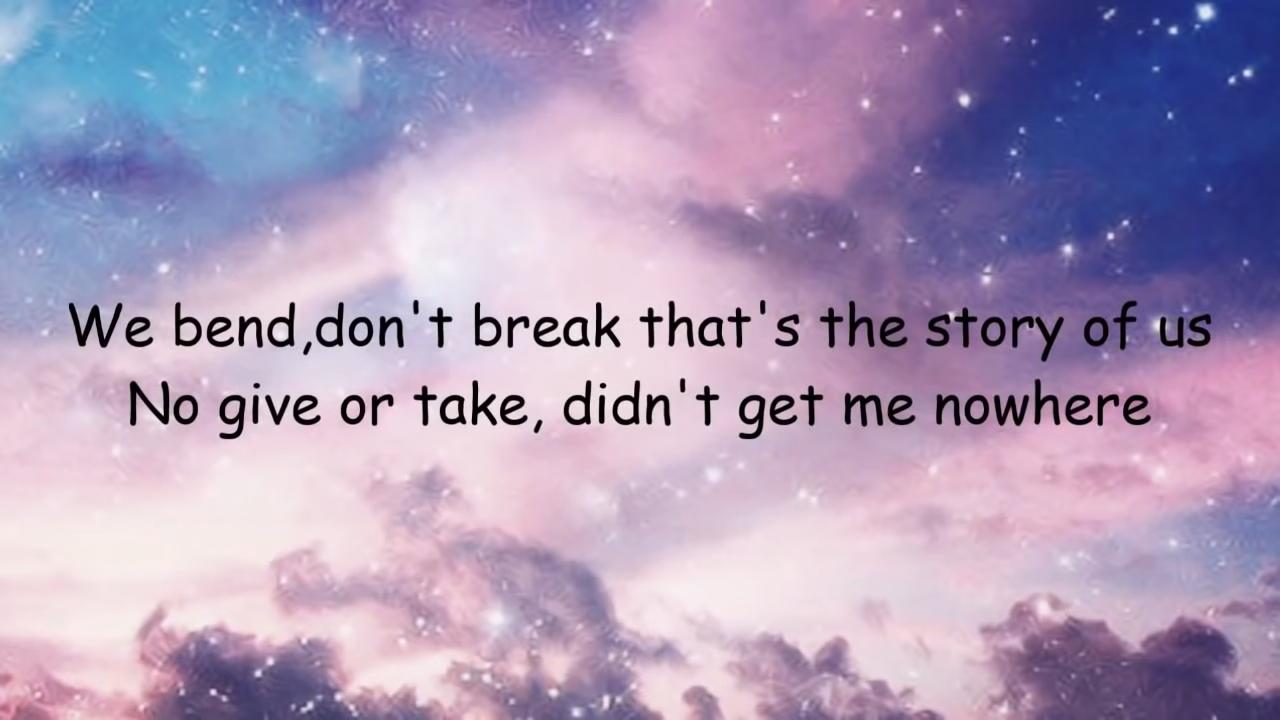 We bend,don't break that's the story of us
No give or take, didn't get me nowhere